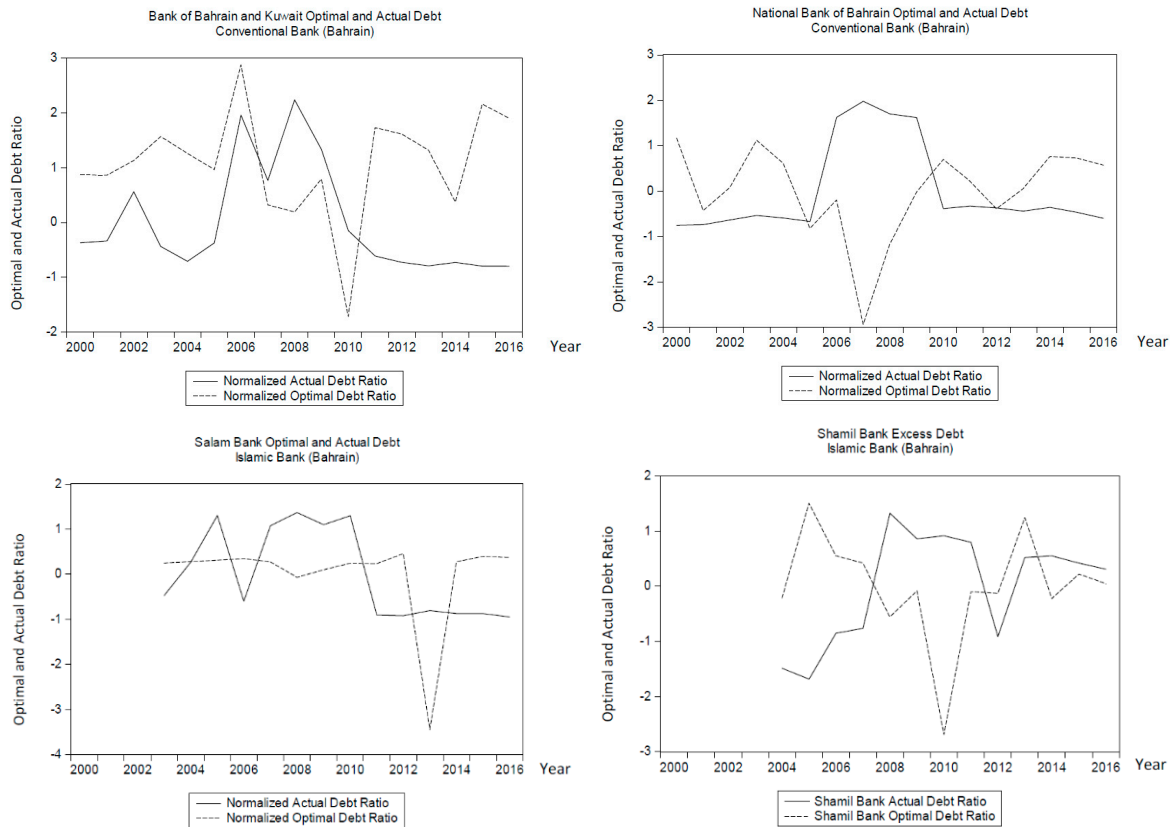 Bank of Bahrain and Kuwait Optimal and Actual Debt
Conventional Bank (Bahrain)
Optimal and Actual Debt Ratio
3
2
1
0
-1
-2
2000 2002 2004 2006 2008 2010 2012 2014 2016 Year
Normalized Actual Debt Ratio
Normalized Optimal Debt Ratio
National Bank of Bahrain Optimal and Actual Debt
Conventional Bank (Bahrain)
Optimal and Actual Debt Ratio
3
2
1
0
-1
-2
-3
2000 2002 2004 2006 2008 2010 2012 2014 2016 Year
Normalized Actual Debt Ratio
Normalized Optimal Debt Ratio
Salam Bank Optimal and Actual Debt
Islamic Bank (Bahrain)
Optimal and Actual Debt Ratio
2
1
0
-1
-2
-3
-4
2000 2002 2004 2006 2008 2010 2012 2014 2016 Year
Normalized Actual Debt Ratio
Normalized Optimal Debt Ratio
Shamil Bank Excess Debt
Islamic Bank (Bahrain)
Optimal and Actual Debt Ratio
2
1
0
-1
-2
-3
2000 2002 2004 2006 2008 2010 2012 2014 2016 Year
Shamil Bank Actual Debt Ratio
Shamil Bank Optimal Debt Ratio